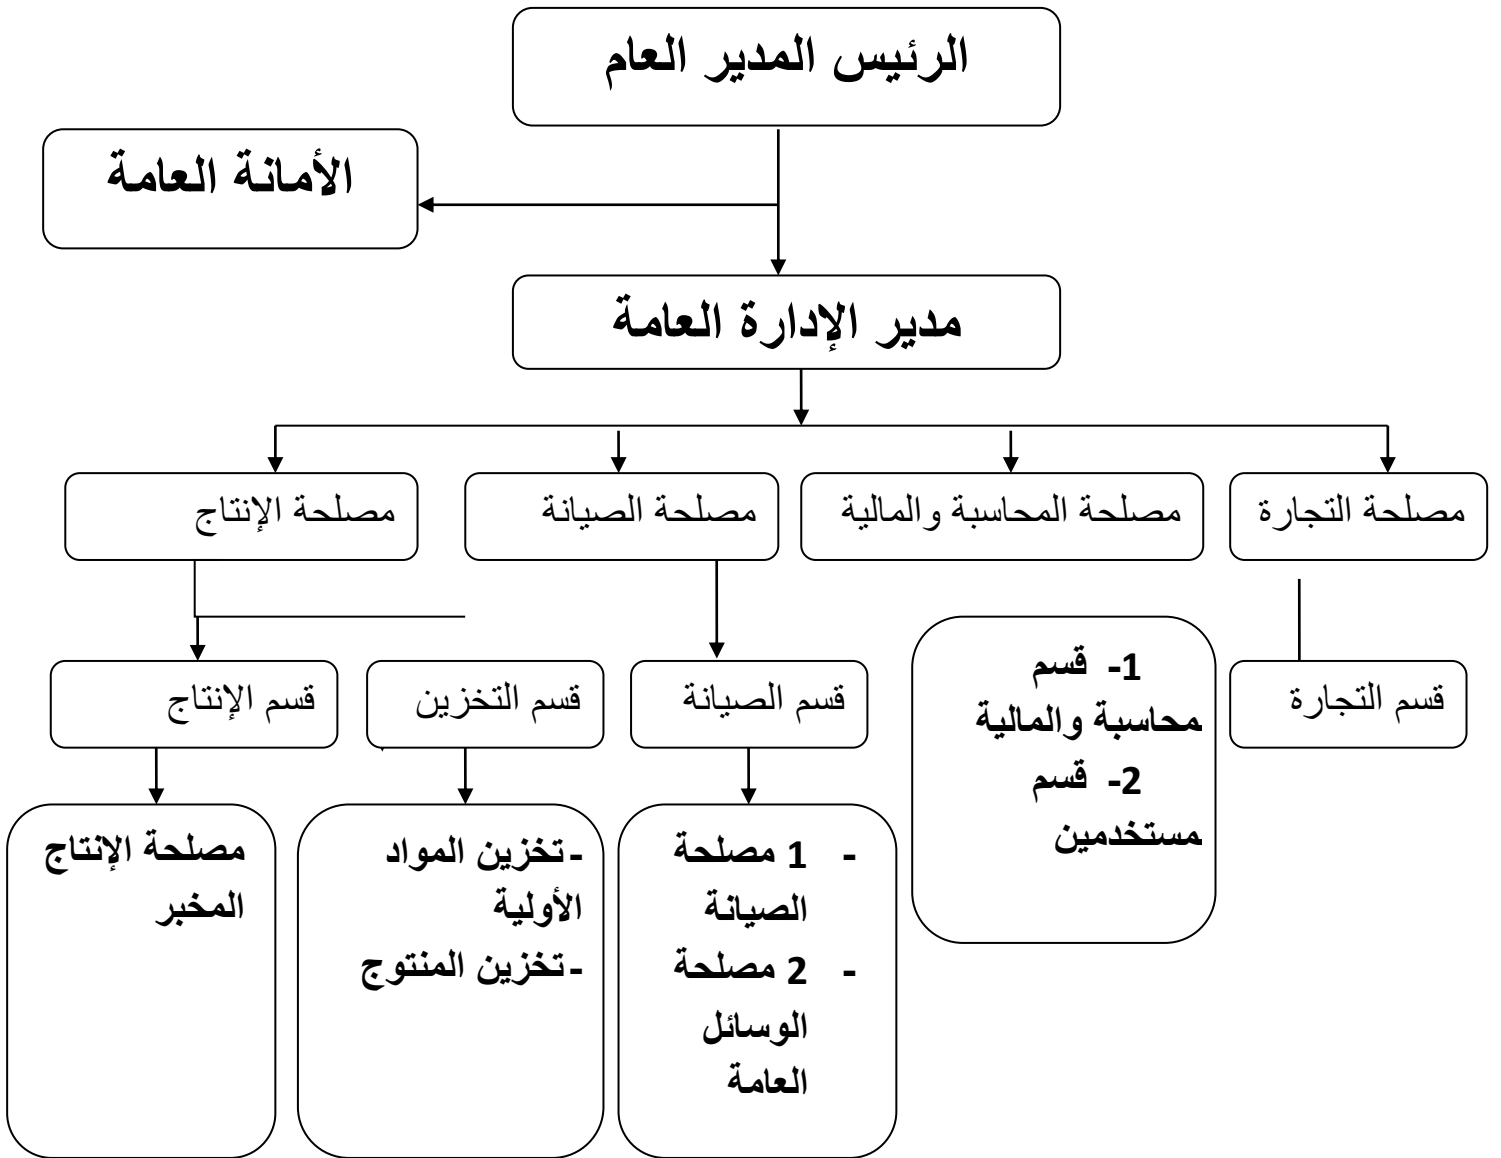 الرئيس المدير العام
الأمانة العامة
مدير الإدارة العامة
مصلحة التجارة
مصلحة المحاسبة والمالية
مصلحة الصيانة
مصلحة الإنتاج
قسم التجارة
1- قسم
محاسبة والمالية
2- قسم
مستخدمين
قسم الصيانة
قسم التخزين
قسم الإنتاج
- 1 مصلحة
الصيانة
- 2 مصلحة
الوسائل
العامة
- تخزين المواد
الأولية
- تخزين المنتوج
مصلحة الإنتاج
المخبر